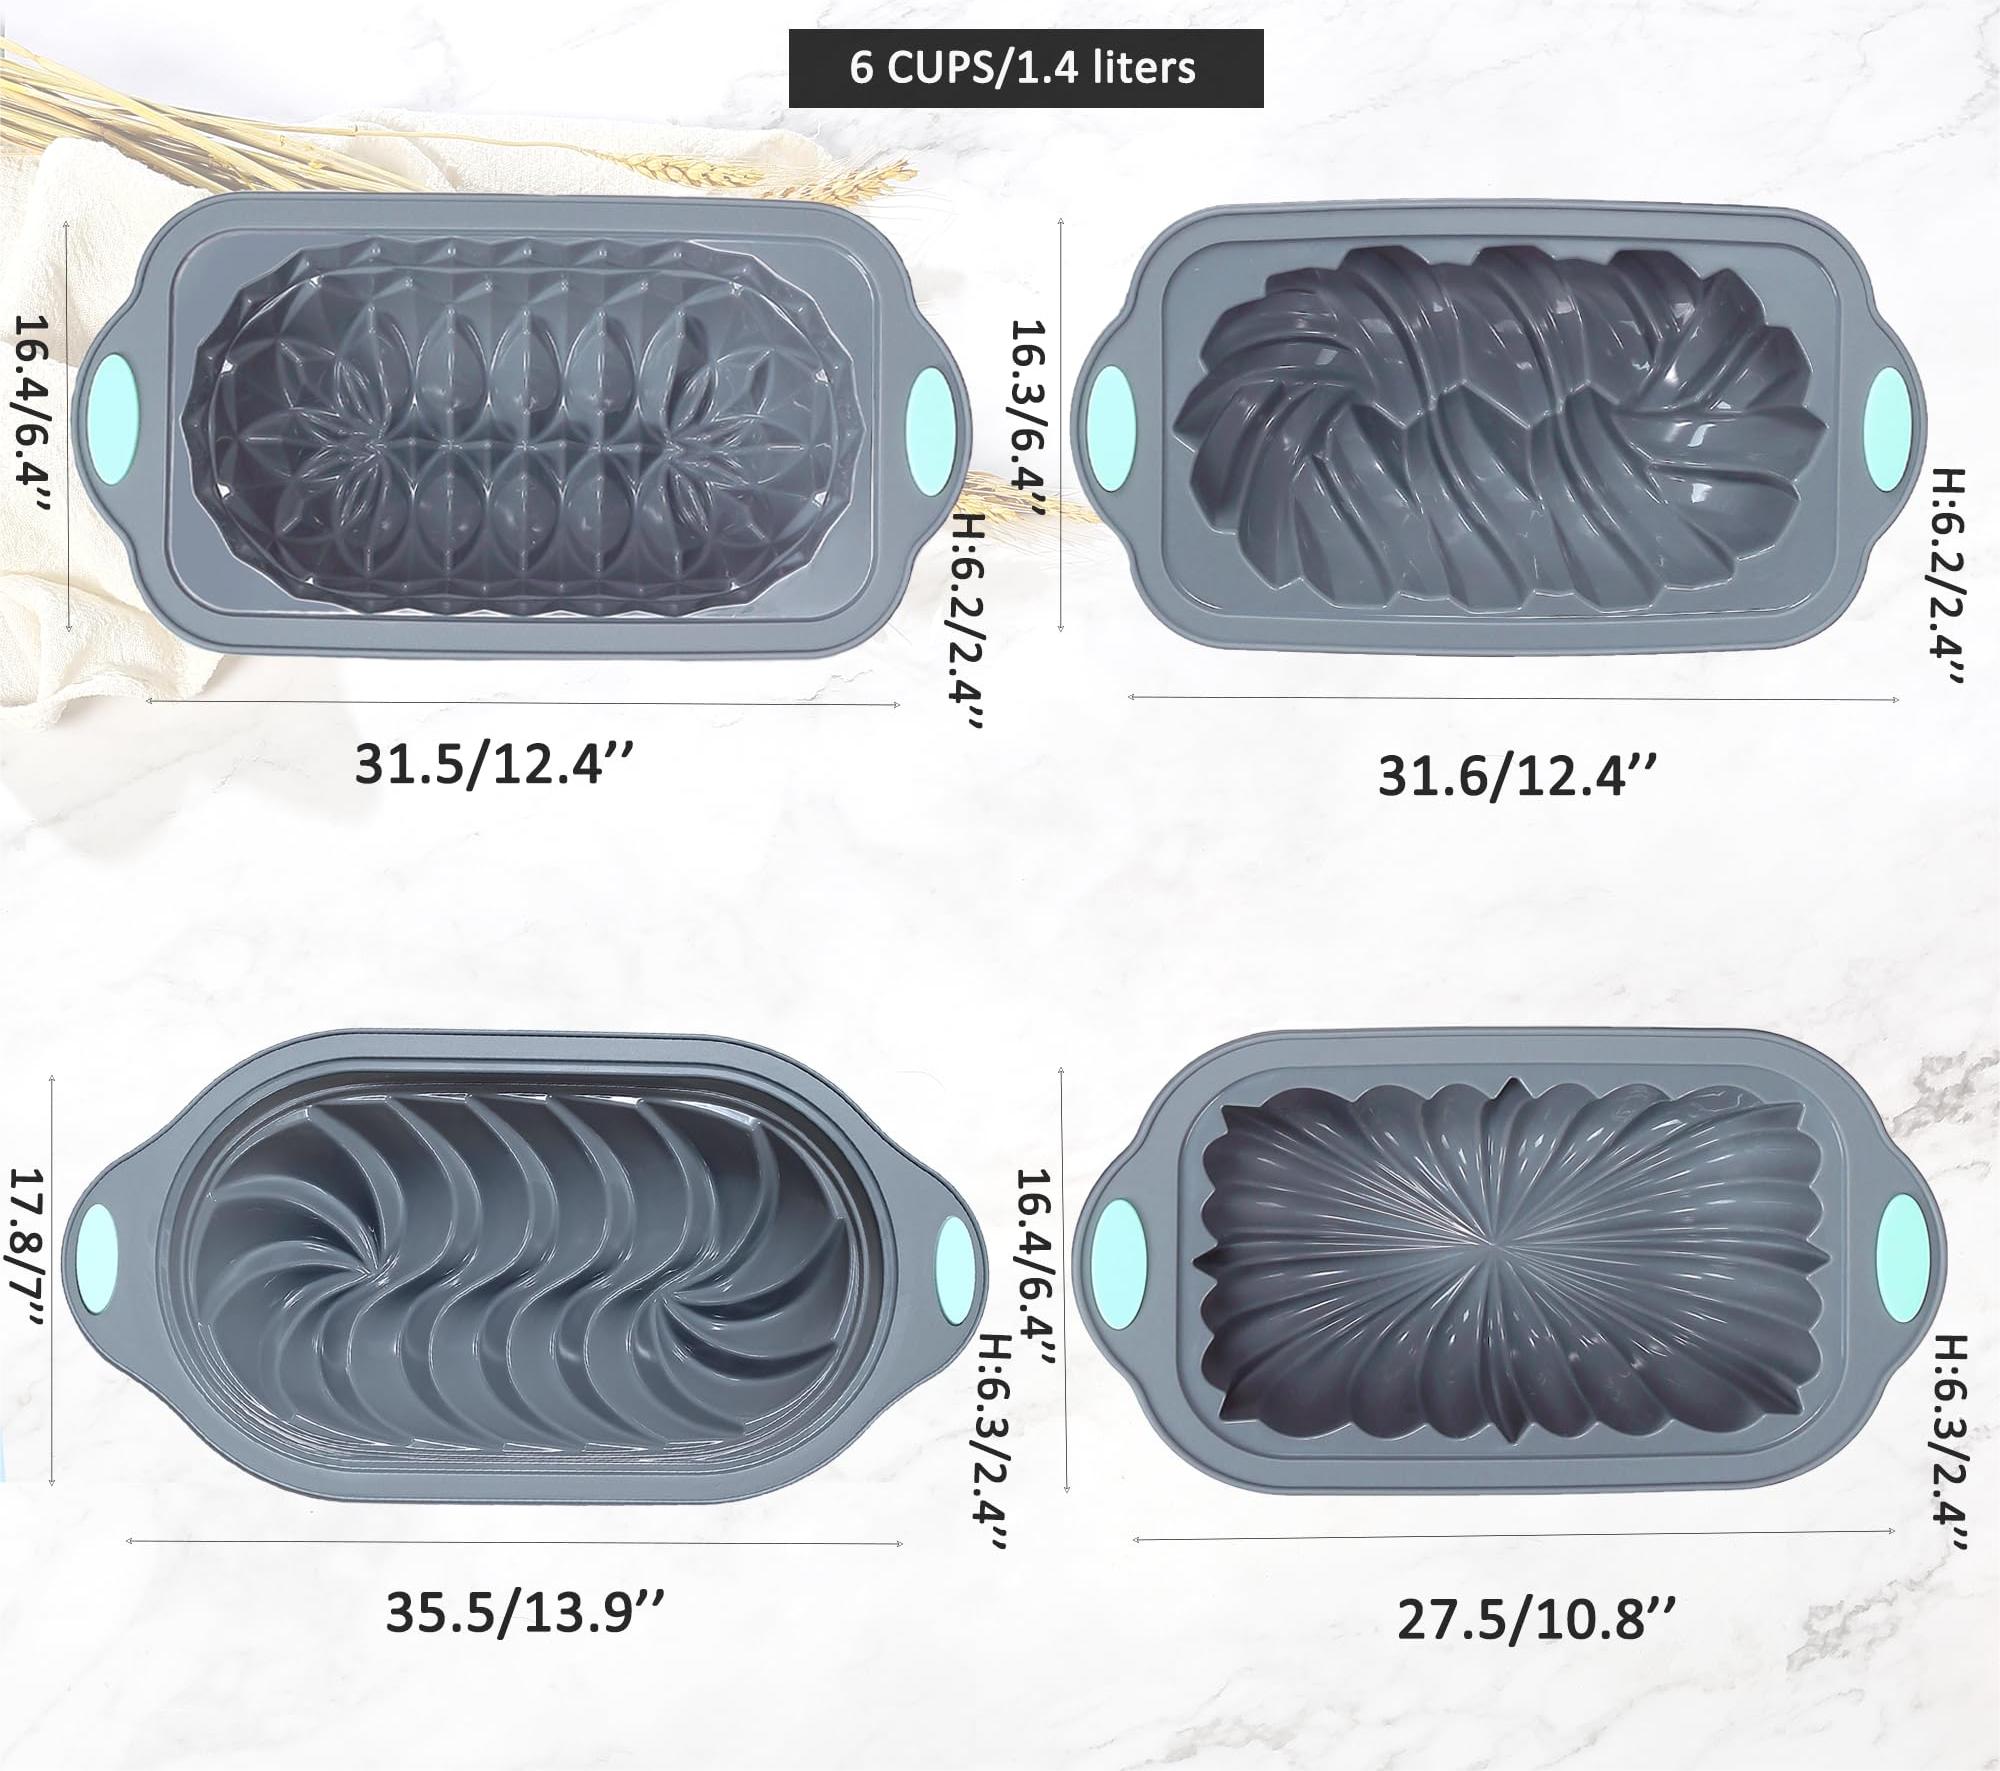 6 CUPS/1.4 liters
16.4/6.4’’
H:6.2/2.4’’
31.5/12.4’’
16.3/6.4’’
H:6.2/2.4’’
31.6/12.4’’
17.8/7’’
H:6.3/2.4’’
35.5/13.9’’
16.4/6.4’’
H:6.3/2.4’’
27.5/10.8’’